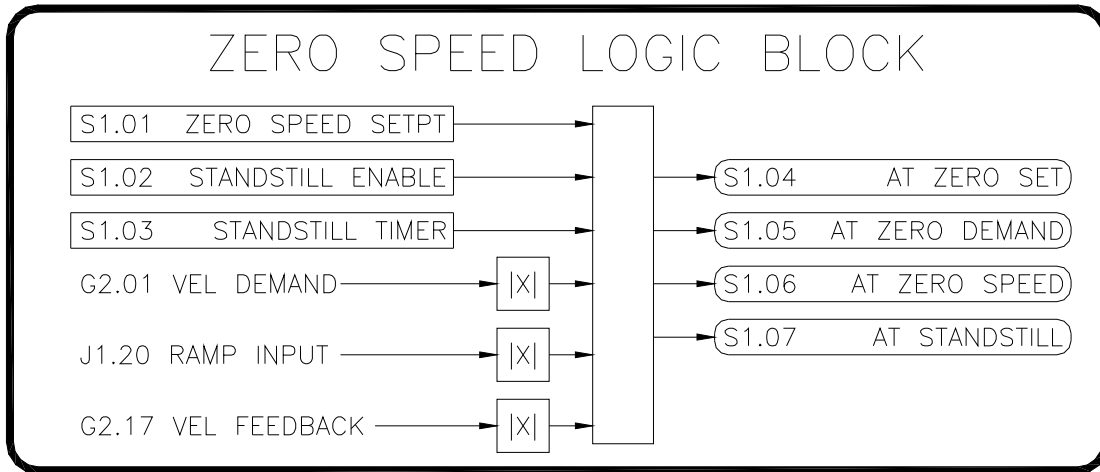 ZERO SPEED LOGIC BLOCK
S1.01 ZERO SPEED SETPT
S1.02 STANDSTILL ENABLE
S1.03 STANDSTILL TIMER
G2.01 VEL DEMAND
|X|
J1.20 RAMP INPUT
|X|
G2.17 VEL FEEDBACK
|X|
S1.04 AT ZERO SET
S1.05 AT ZERO DEMAND
S1.06 AT ZERO SPEED
S1.07 AT STANDSTILL